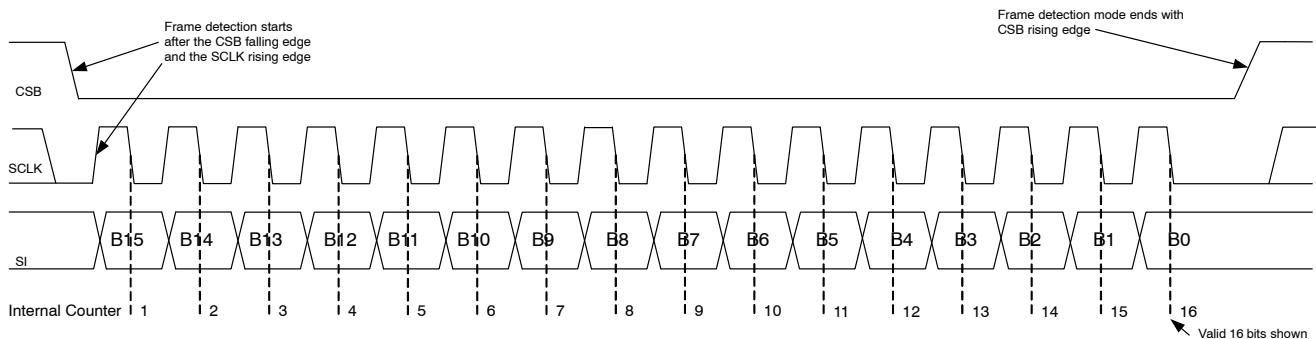 Frame detection starts
after the CSB falling edge
and the SCLK rising edge
Frame detection mode ends with
CSB rising edge
CSB
SCLK
SI
B15 B14 B13 B12 B11 B10 B9 B8 B7 B6 B5 B4 B3 B2 B1 B0
Internal Counter 1 2 3 4 5 6 7 8 9 10 11 12 13 14 15 16
Valid 16 bits shown